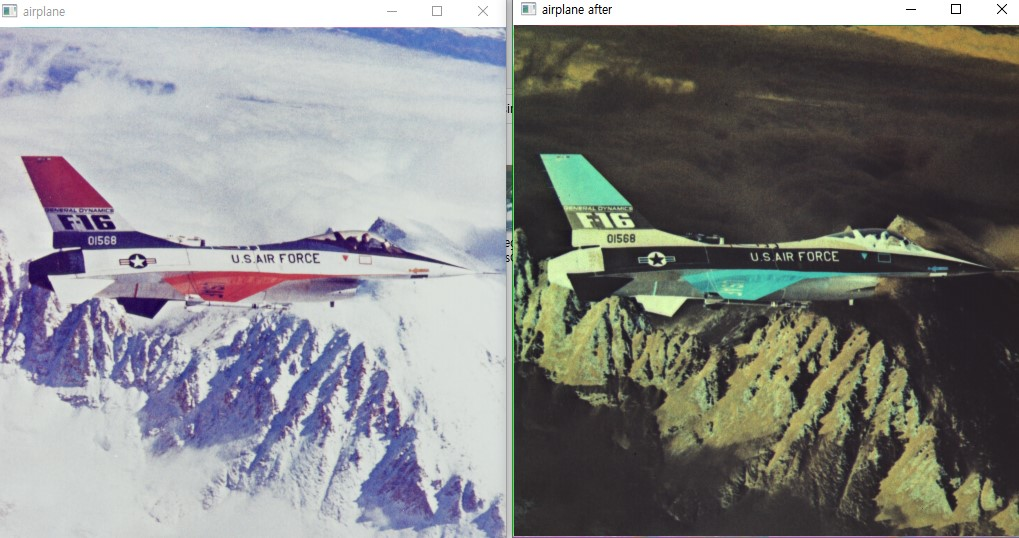 airplane
GENERAL DYNAMICS
F-16
01568
U.S.AIR FORCE
airplane after
GENERAL DYNAMICS
F-16
01568
U.S.AIR FORCE